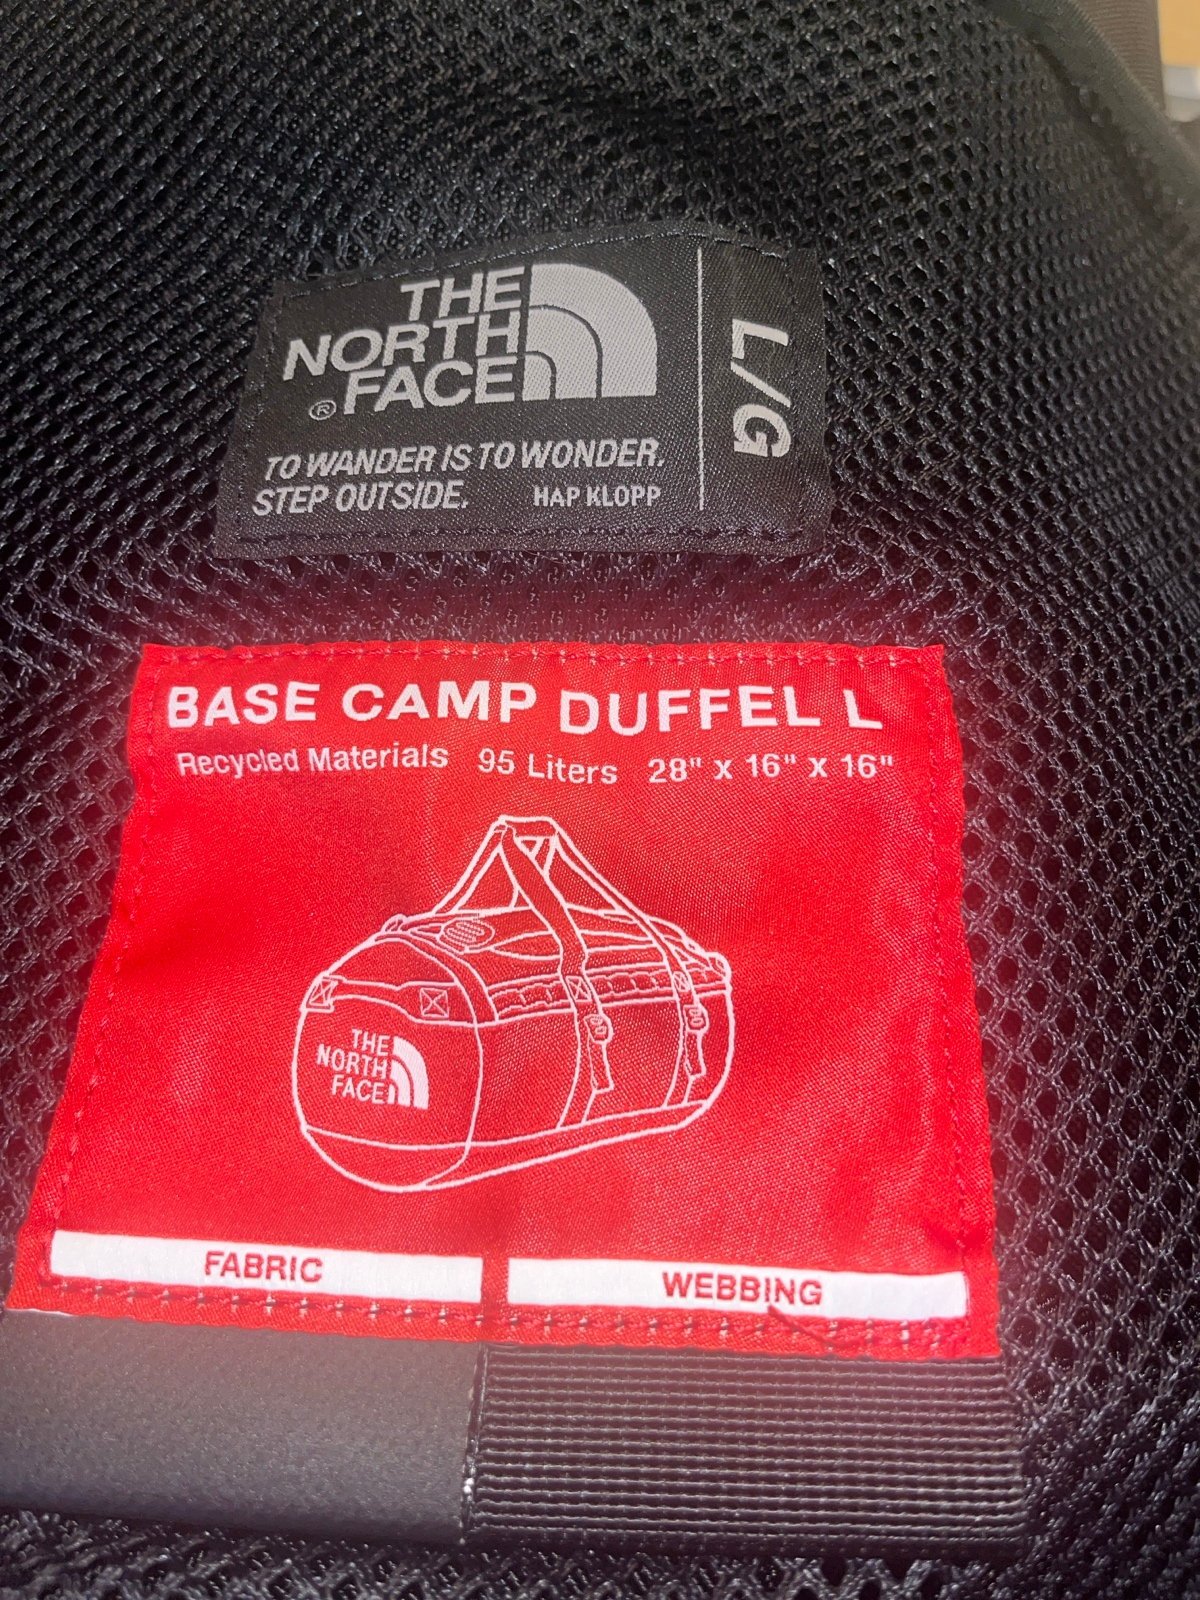 THE
NORTH
® FACE
L/G
TO WANDER IS TO WONDER.
STEP OUTSIDE. HAP KLOPP
BASE CAMP DUFFEL L
Recycled Materials 95 Liters 28" x 16" x 16"
THE
NORTH
FACE
FABRIC WEBBING